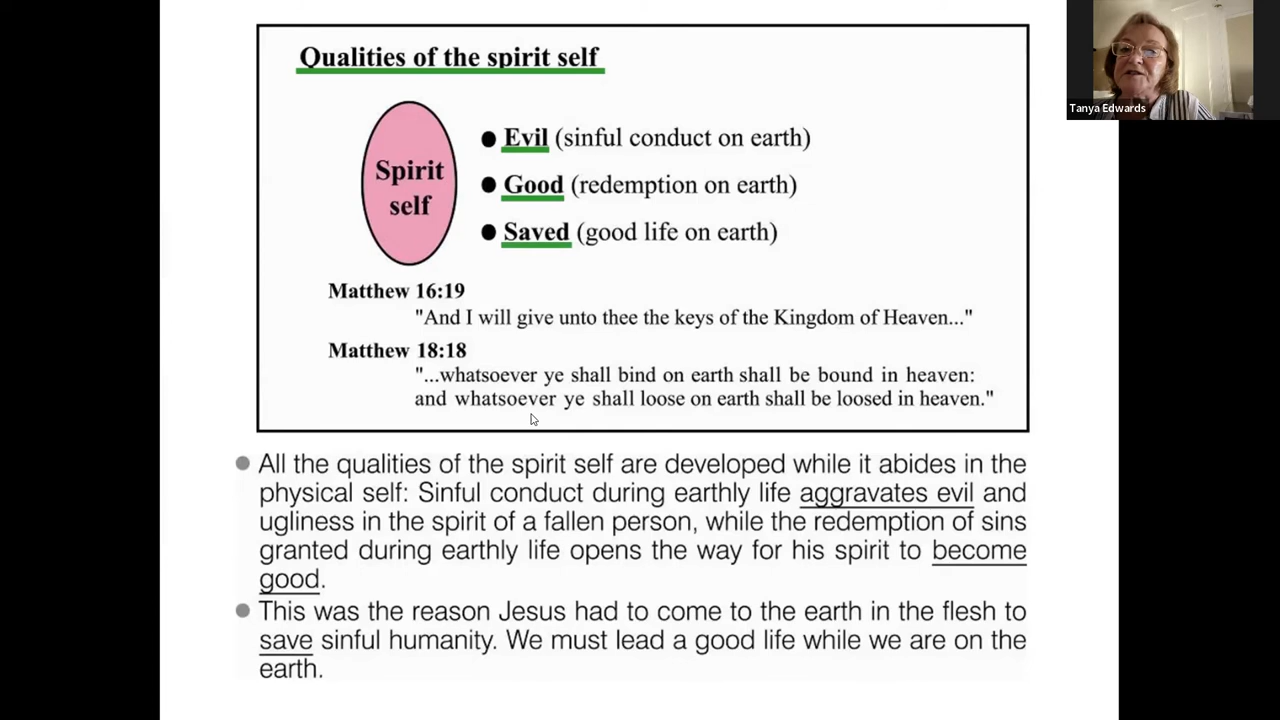 Qualities of the spirit self
Spirit
self
● Evil (sinful conduct on earth)
● Good (redemption on earth)
● Saved (good life on earth)
Matthew 16:19
"And I will give unto thee the keys of the Kingdom of Heaven..."
Matthew 18:18
"...whatsoever ye shall bind on earth shall be bound in heaven:
and whatsoever ye shall loose on earth shall be loosed in heaven."
● All the qualities of the spirit self are developed while it abides in the
physical self: Sinful conduct during earthly life aggravates evil and
ugliness in the spirit of a fallen person, while the redemption of sins
granted during earthly life opens the way for his spirit to become
good.
● This was the reason Jesus had to come to the earth in the flesh to
save sinful humanity. We must lead a good life while we are on the
earth.
Tanya Edwards